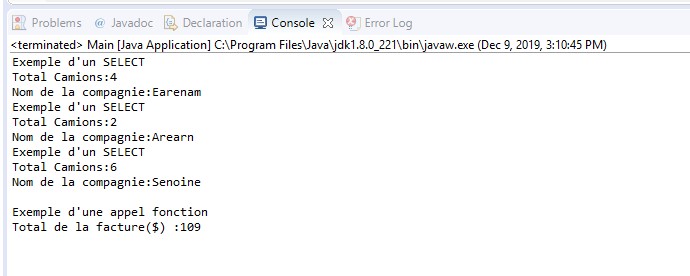 Problems @ Javadoc Declaration Console Error Log
<terminated> Main [Java Application] C:\Program Files\Java\jdk1.8.0_221\bin\javaw.exe (Dec 9, 2019, 3:10:45 PM)
Exemple d'un SELECT
Total Camions:4
Nom de la compagnie:Earenam
Exemple d'un SELECT
Total Camions:2
Nom de la compagnie:Arearn
Exemple d'un SELECT
Total Camions:6
Nom de la compagnie:Senoine
Exemple d'une appel fonction
Total de la facture($) :109